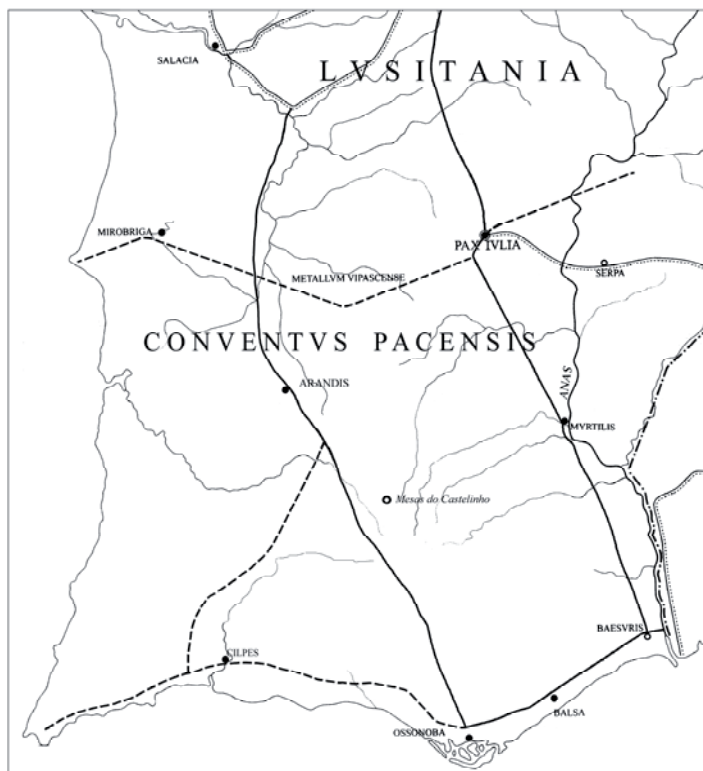 SALACIA
LVSITANIA
MIROBRIGA
PAX IVLIA
SERPA
METALLVM VIPASCENSE
CONVENTVS PACENSIS
ARANDIS
ANAS
MVRTILIS
Mesas do Castelinho
BAESVRIS
CILPES
BALSA
OSSONOBA